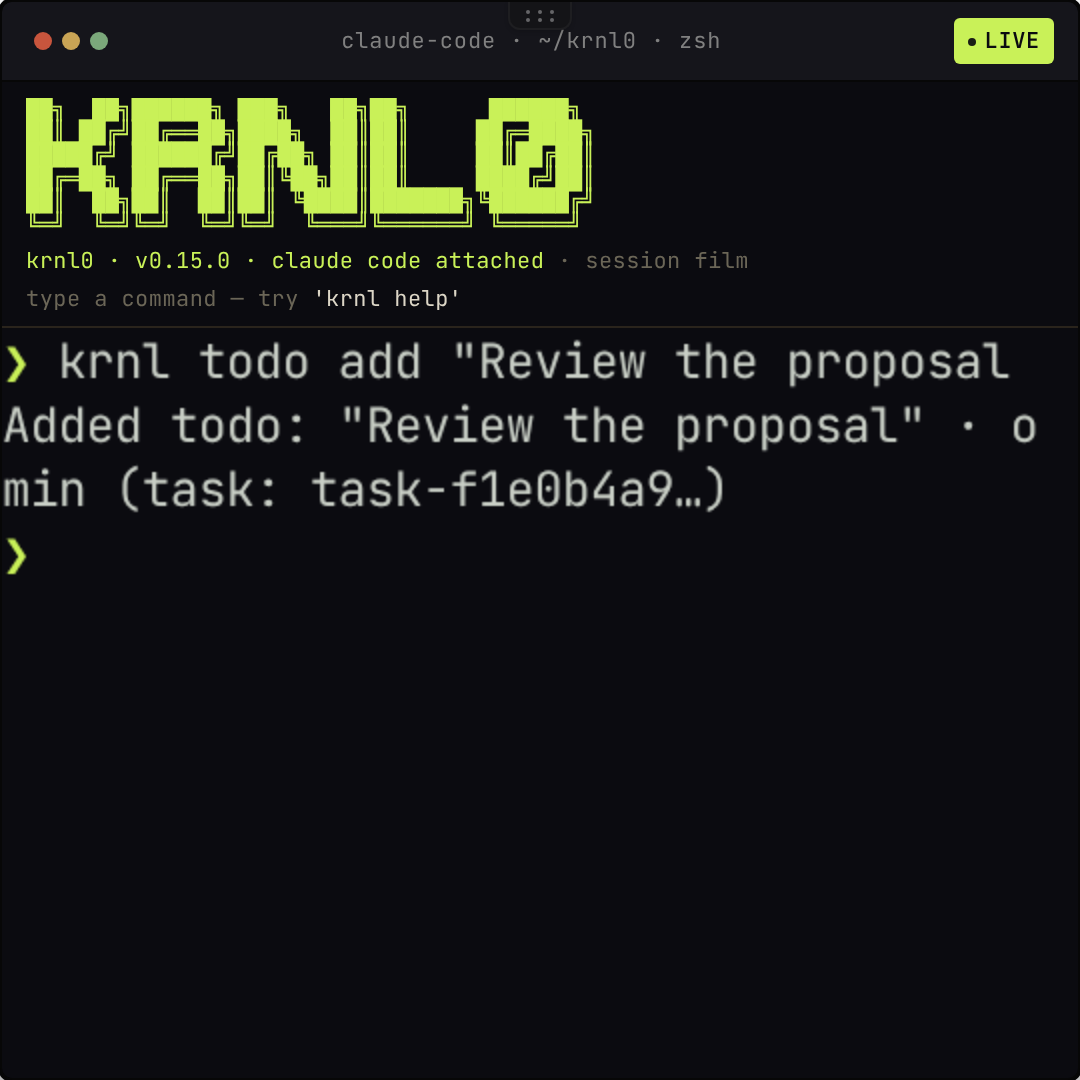 claude-code · ~/krnl0 · zsh
LIVE
KRNL0
krnl0 · v0.15.0 · claude code attached · session film
type a command — try 'krnl help'
❯ krnl todo add "Review the proposal
Added todo: "Review the proposal" · o
min (task: task-f1e0b4a9…)
❯